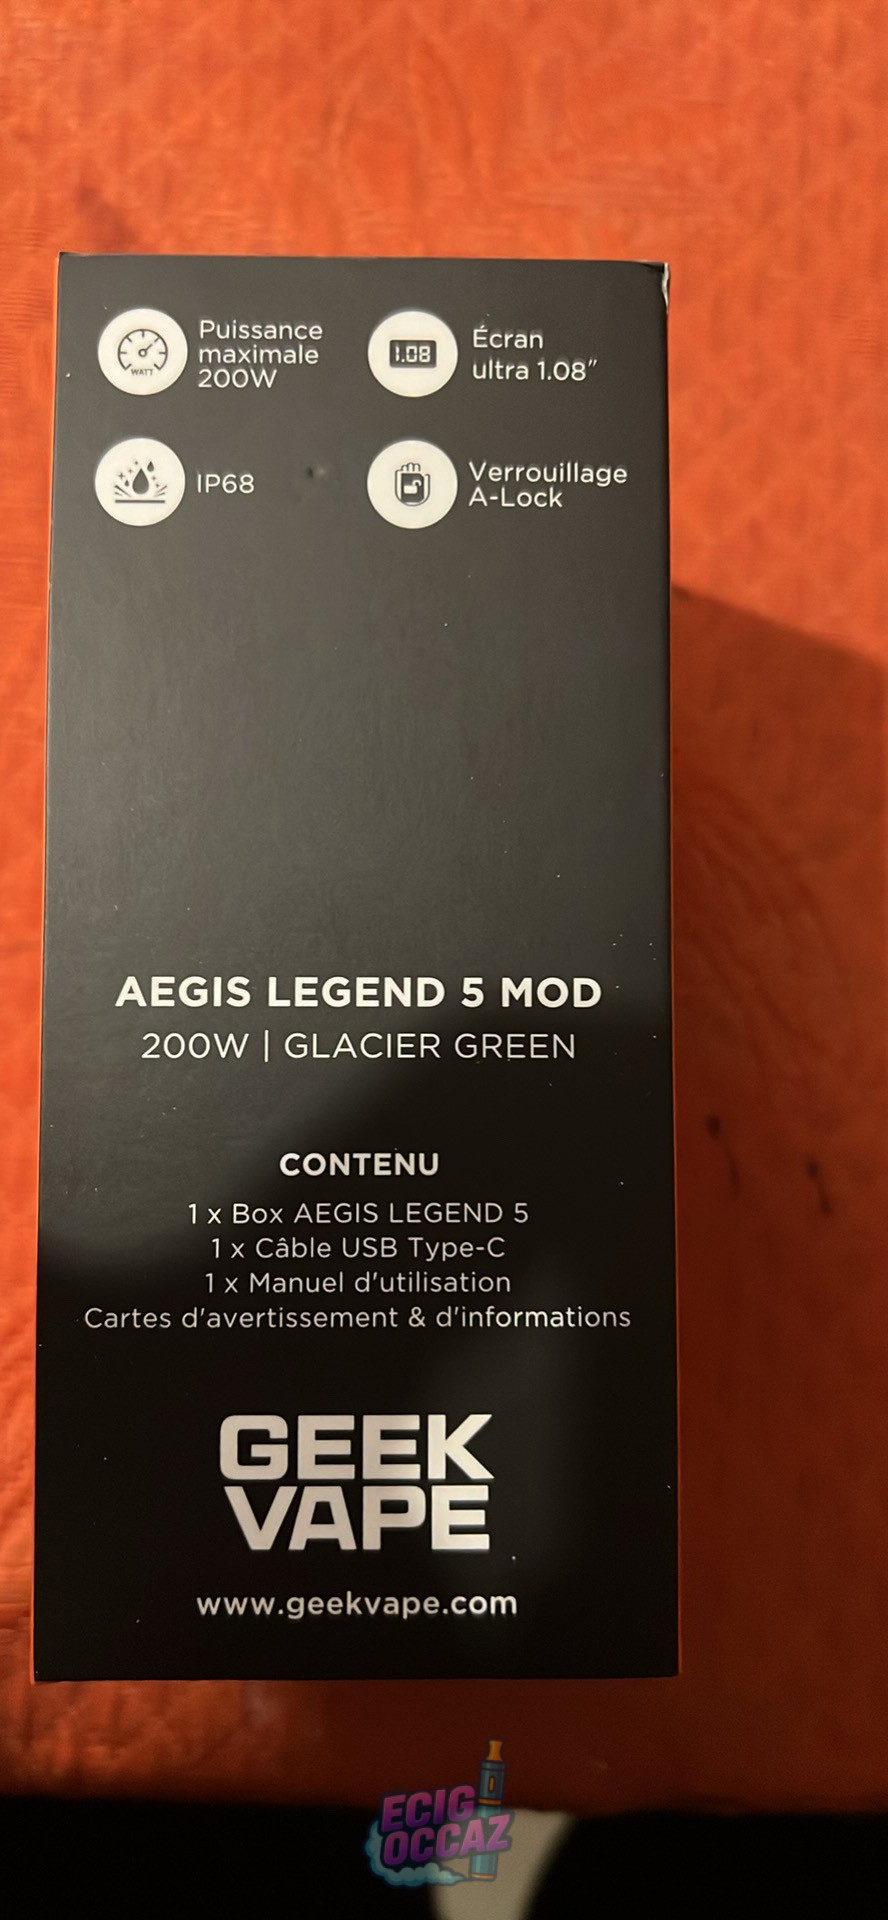 Puissance
maximale
200W
WATT
1.08
Écran
ultra 1.08"
IP68
Verrouillage
A-Lock
AEGIS LEGEND 5 MOD
200W | GLACIER GREEN
CONTENU
1 x Box AEGIS LEGEND 5
1 x Câble USB Type-C
1 x Manuel d'utilisation
Cartes d'avertissement & d'informations
GEEK
VAPE
www.geekvape.com
ECIG
OCCAZ